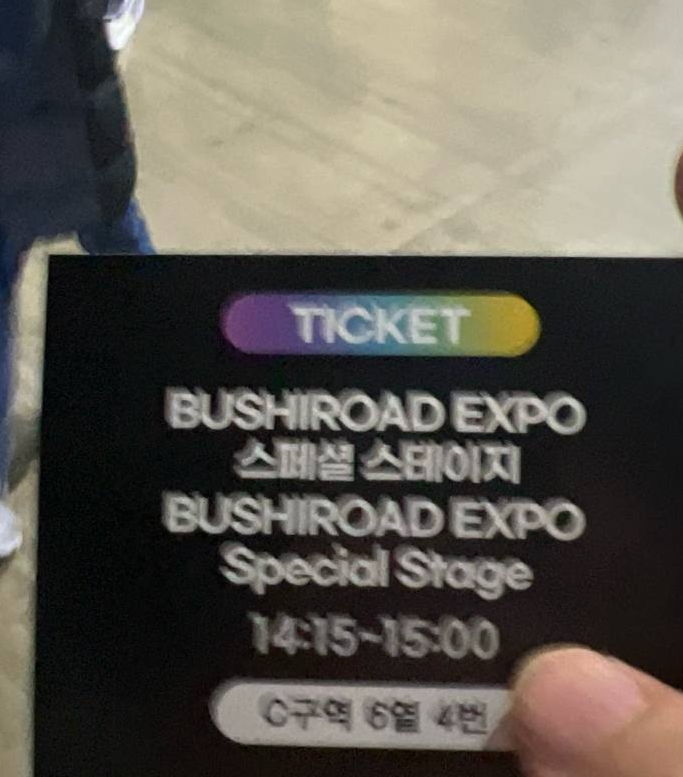 TICKET
BUSHIROAD EXPO
스페셜 스테이지
BUSHIROAD EXPO
Special Stage
14:15~15:00
C구역 6열 4번